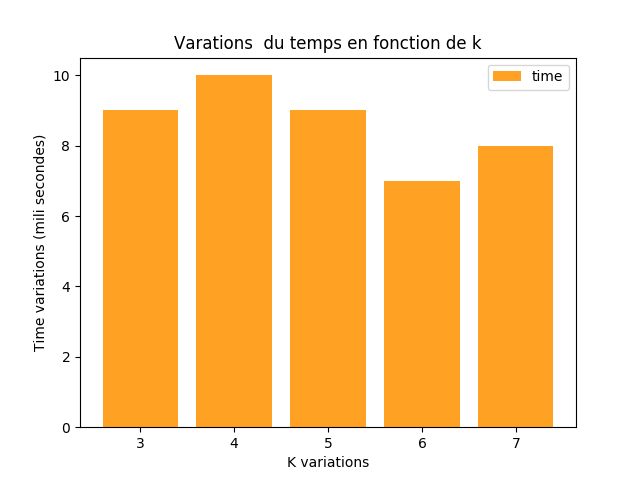 Varations  du temps en fonction de k
time
10
8
6
4
2
0
Time variations (mili secondes)
3 4 5 6 7
K variations